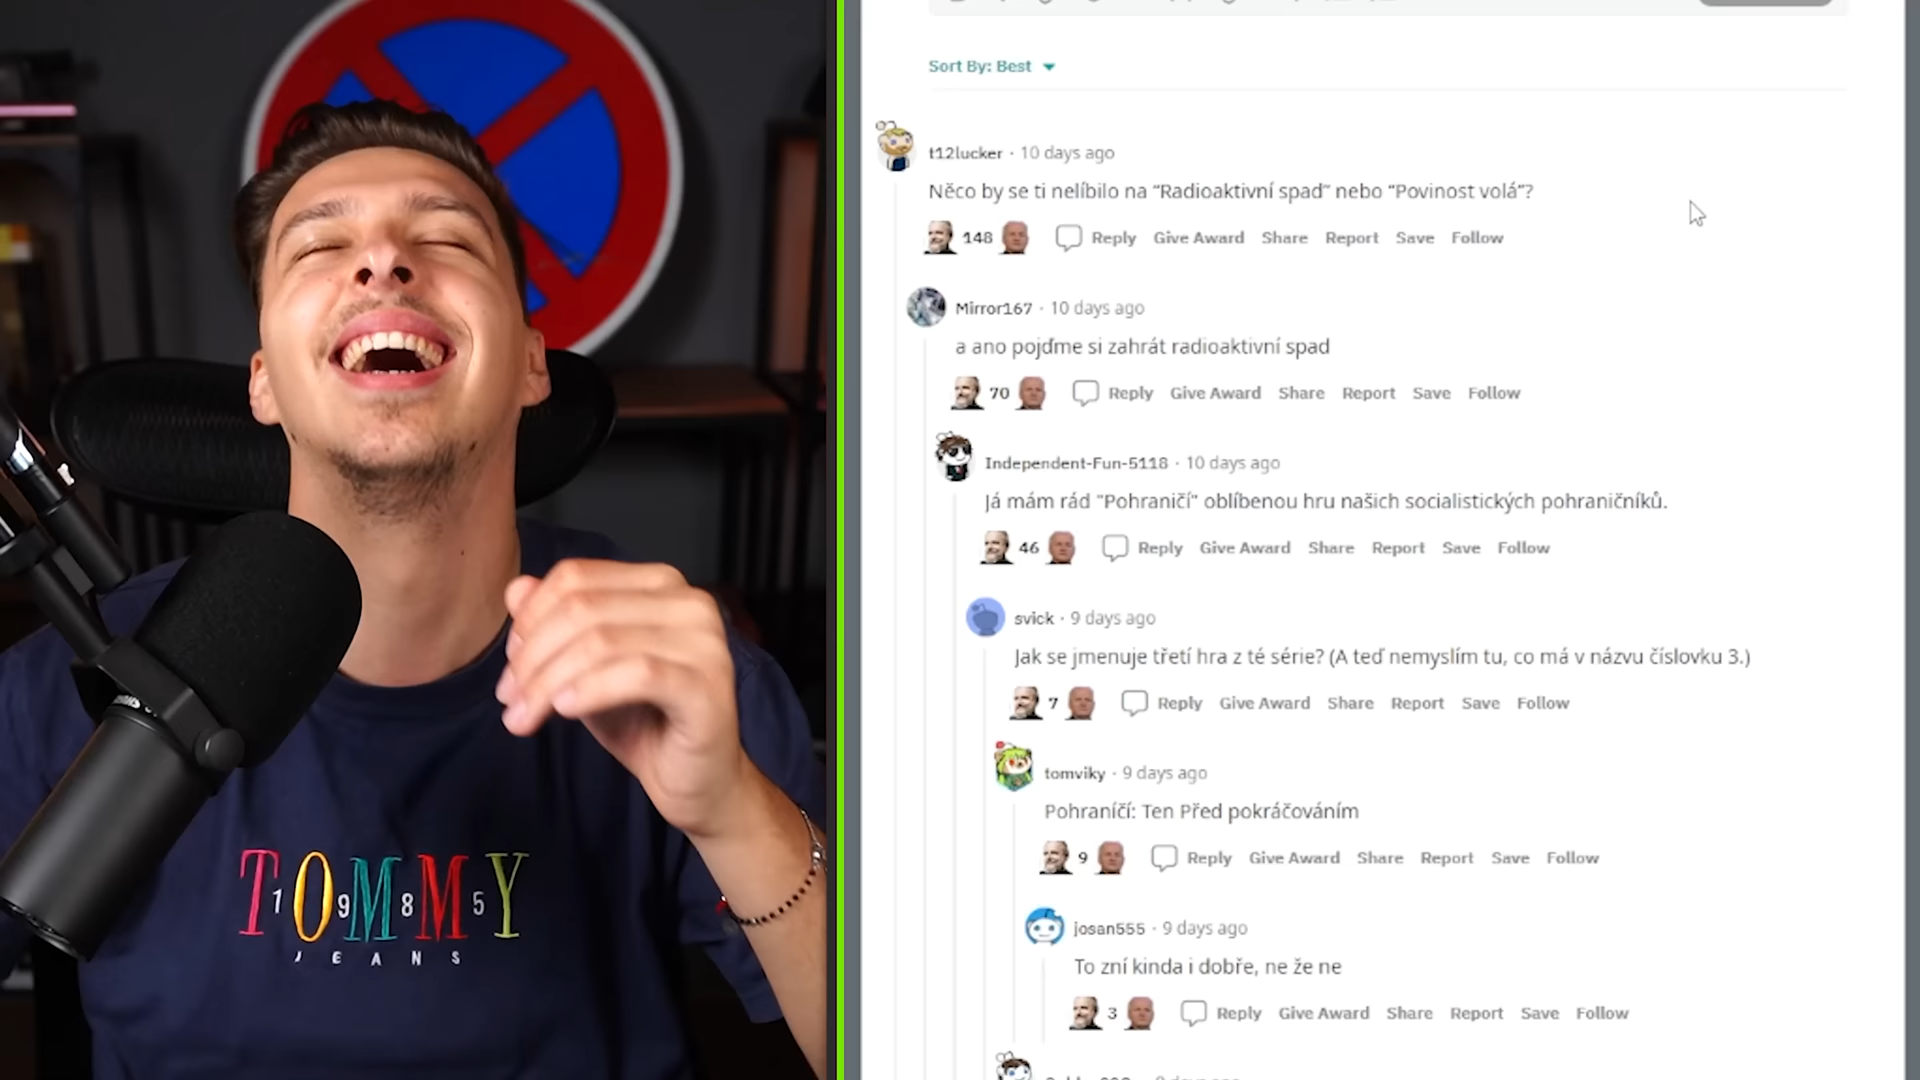 Sort By: Best
t12lucker · 10 days ago
Něco by se ti nelíbilo na “Radioaktivní spad” nebo “Povinost volá”?
148 Reply Give Award Share Report Save Follow
Mirror167 · 10 days ago
a ano pojďme si zahrát radioaktivní spad
70 Reply Give Award Share Report Save Follow
Independent-Fun-5118 · 10 days ago
Já mám rád "Pohraničí" oblíbenou hru našich socialistických pohraničníků.
46 Reply Give Award Share Report Save Follow
svick · 9 days ago
Jak se jmenuje třetí hra z té série? (A teď nemyslím tu, co má v názvu číslovku 3.)
7 Reply Give Award Share Report Save Follow
tomviky · 9 days ago
Pohraníčí: Ten Před pokráčováním
9 Reply Give Award Share Report Save Follow
josan555 · 9 days ago
To zní kinda i dobře, ne že ne
3 Reply Give Award Share Report Save Follow
TOMMY
1985
JEANS